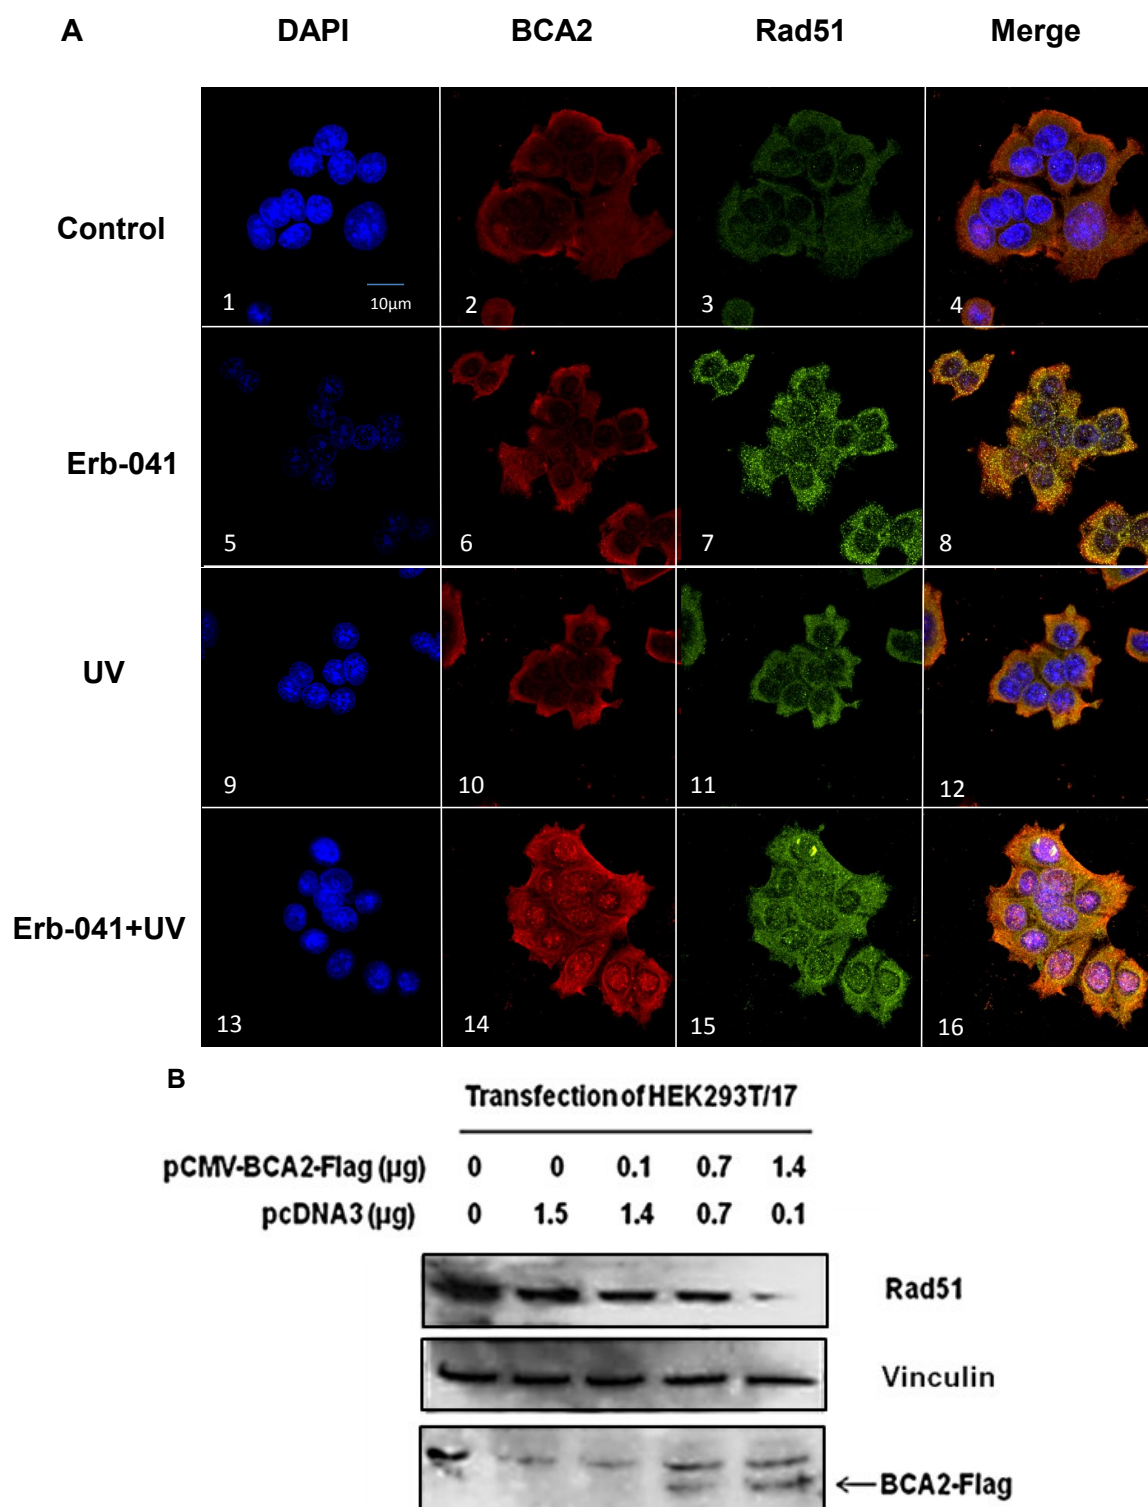 A DAPI BCA2 Rad51 Merge
Control
1 10µm 2 3 4
Erb-041
5 6 7 8
UV
9 10 11 12
Erb-041+UV
13 14 15 16
B
Transfection of HEK293T/17
pCMV-BCA2-Flag (µg) 0 0 0.1 0.7 1.4
pcDNA3 (µg) 0 1.5 1.4 0.7 0.1
Rad51
Vinculin
←BCA2-Flag